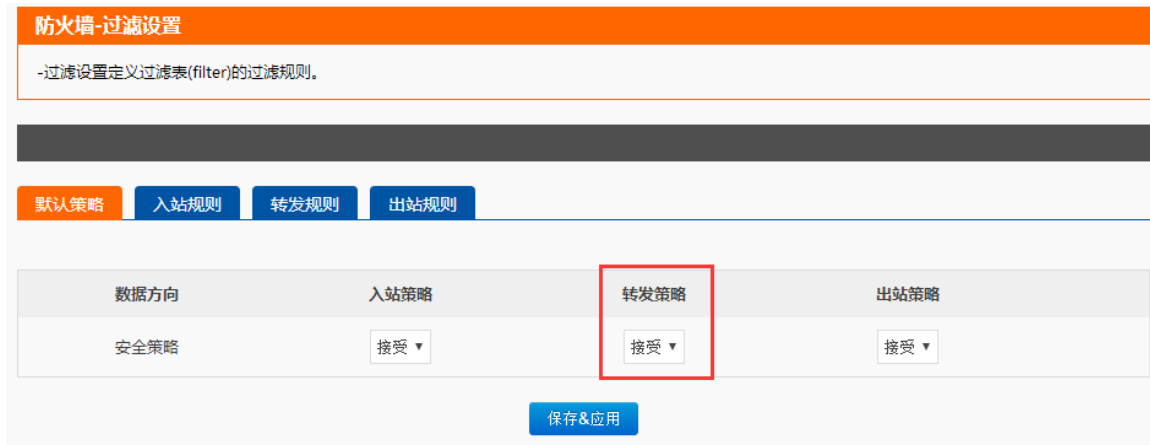 防火墙-过滤设置
-过滤设置定义过滤表(filter)的过滤规则。
默认策略 入站规则 转发规则 出站规则
数据方向 入站策略 转发策略 出站策略
安全策略 接受 接受 接受
保存&应用